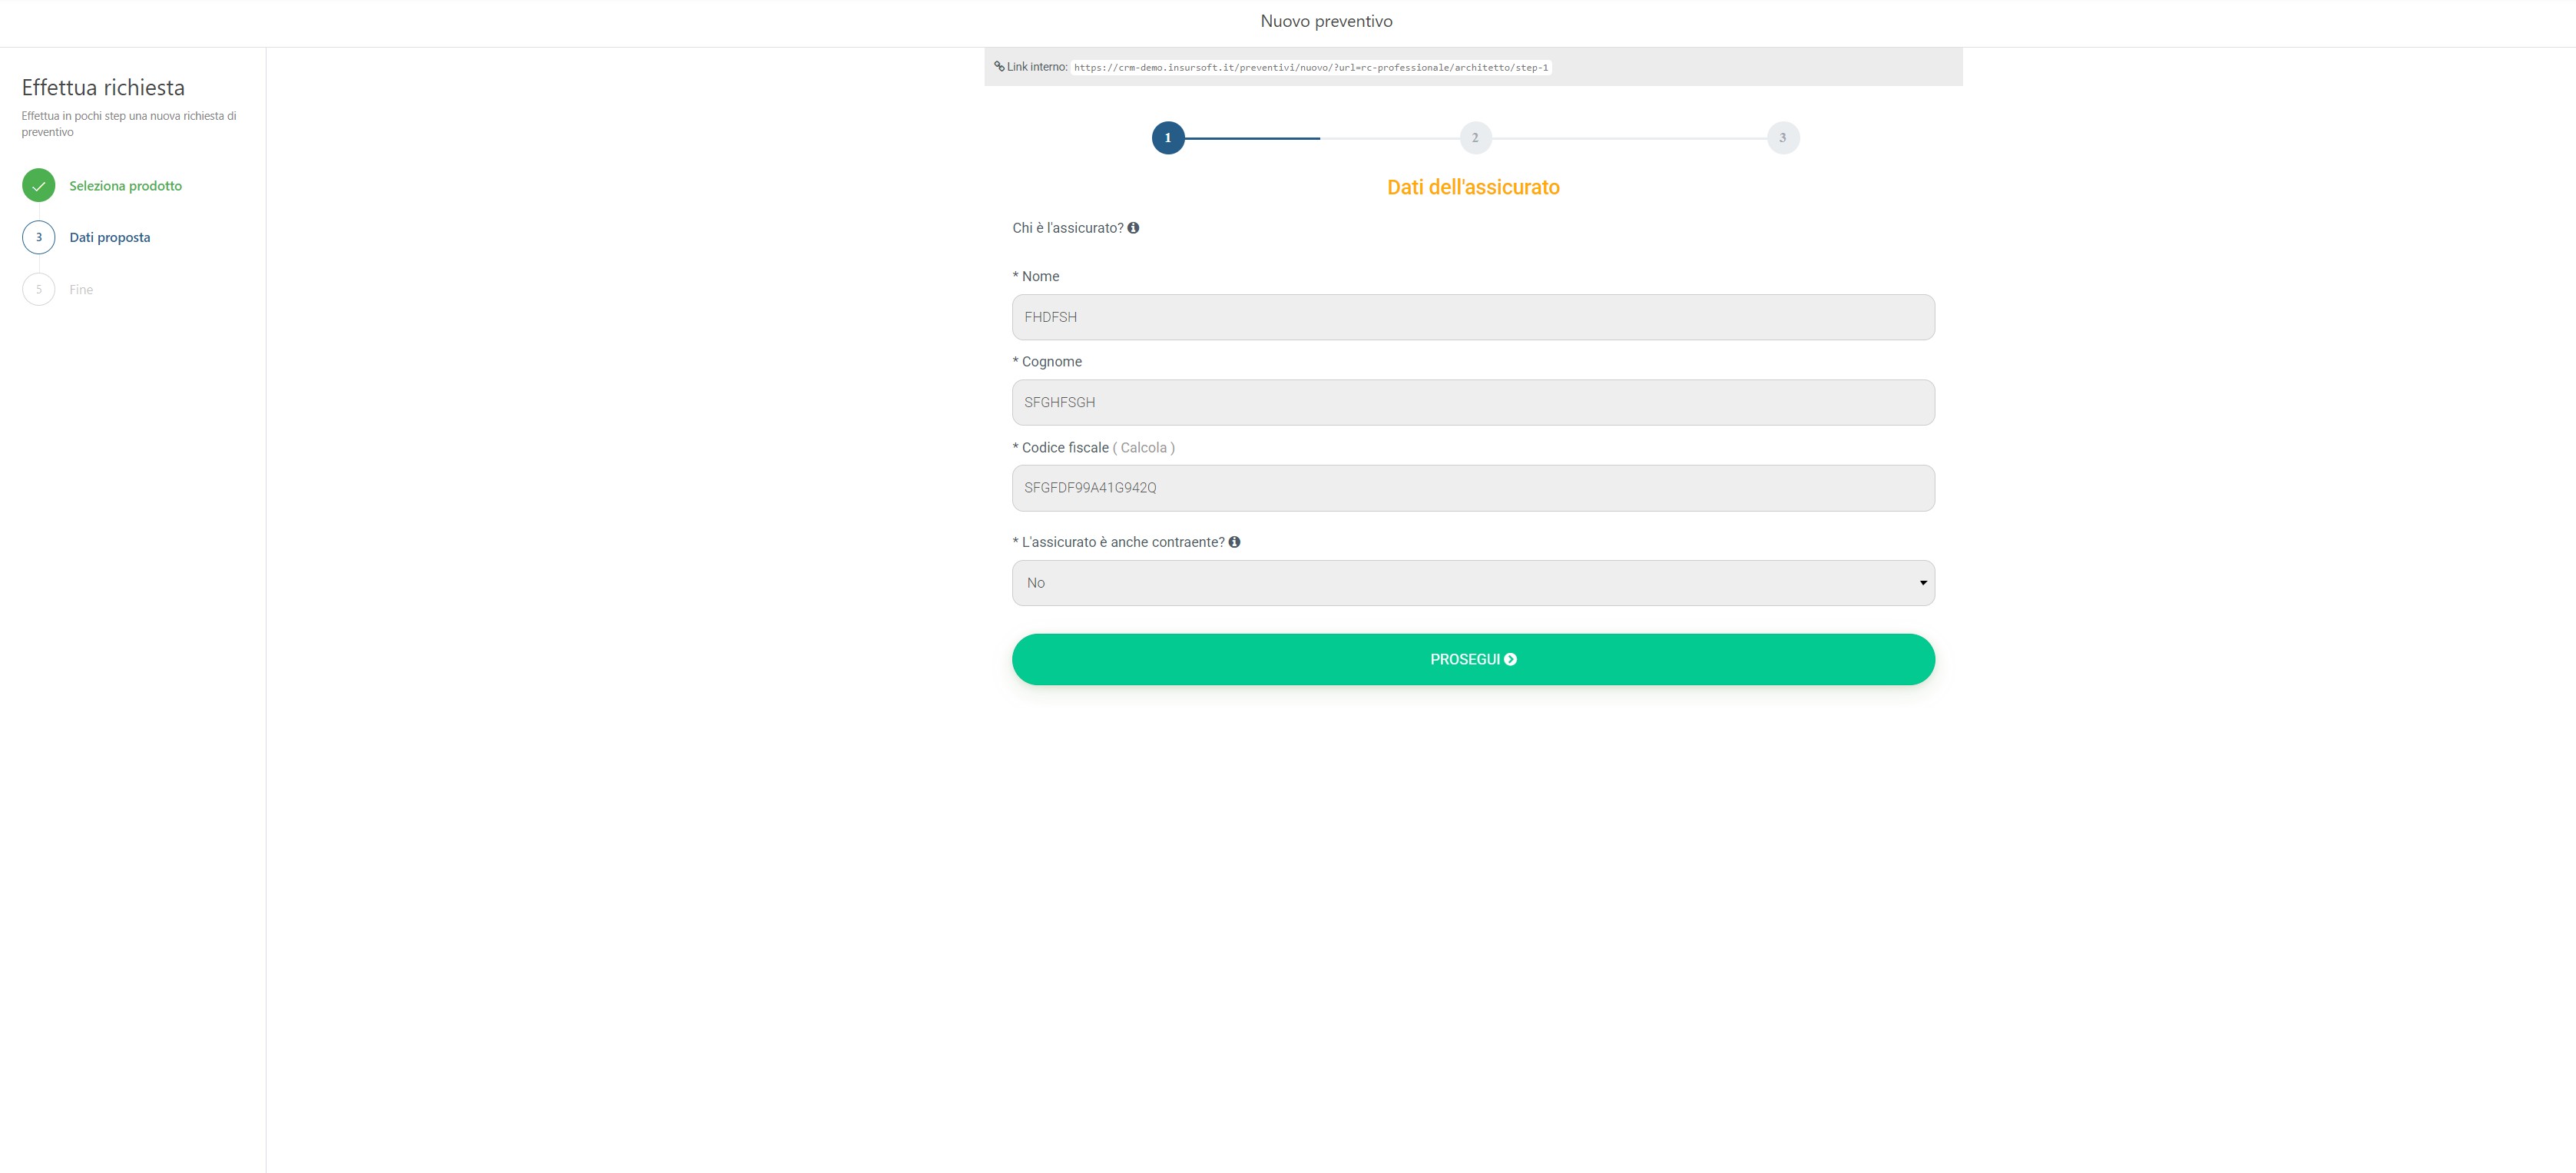 Nuovo preventivo
Effettua richiesta
Effettua in pochi step una nuova richiesta di
preventivo
Seleziona prodotto
3 Dati proposta
5 Fine
Link interno: https://crm-demo.insursoft.it/preventivi/nuovo/?url=rc-professionale/architetto/step-1
1 2 3
Dati dell'assicurato
Chi è l'assicurato?
* Nome
FHDFSH
* Cognome
SFGHFSGH
* Codice fiscale ( Calcola )
SFGFDF99A41G942Q
* L'assicurato è anche contraente?
No
PROSEGUI